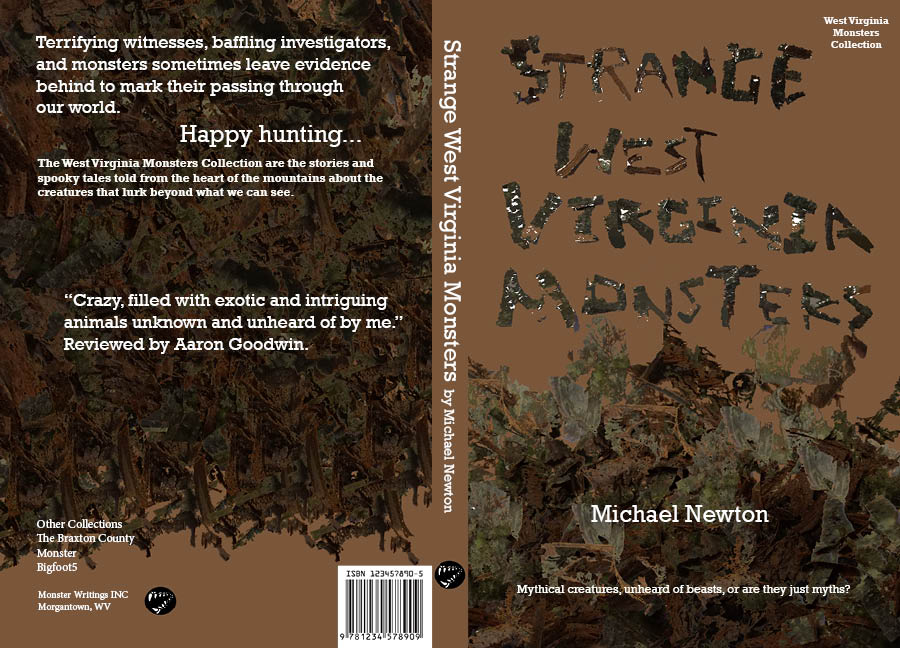 Terrifying witnesses, baffling investigators,
and monsters sometimes leave evidence
behind to mark their passing through
our world.
Happy hunting...
The West Virginia Monsters Collection are the stories and
spooky tales told from the heart of the mountains about the
creatures that lurk beyond what we can see.
“Crazy, filled with exotic and intriguing
animals unknown and unheard of by me.”
Reviewed by Aaron Goodwin.
Other Collections
The Braxton County
Monster
Bigfoot5
Monster Writings INC
Morgantown, WV
ISBN 123457890-5
9 781234 578909
Strange West Virginia Monsters by Michael Newton
West Virginia
Monsters
Collection
STRANGE
WEST
VIRGINIA
MONSTERS
Michael Newton
Mythical creatures, unheard of beasts, or are they just myths?